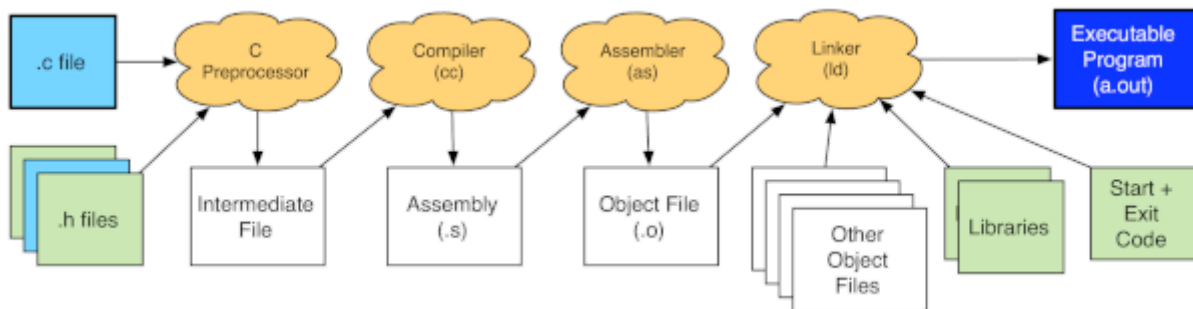 .c file
C
Preprocessor
Compiler
(cc)
Assembler
(as)
Linker
(ld)
Executable
Program
(a.out)
.h files
Intermediate
File
Assembly
(.s)
Object File
(.o)
Other
Object
Files
Libraries
Start +
Exit
Code